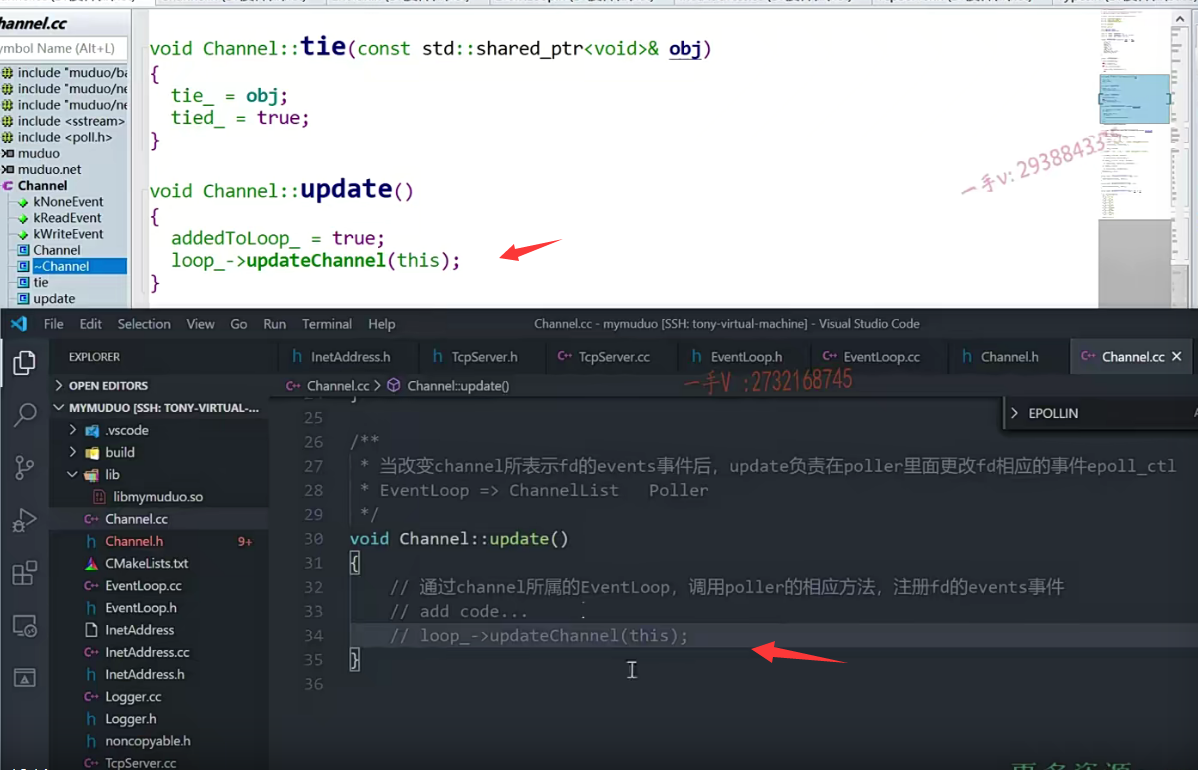 hannel.cc
ymbol Name (Alt+L)
include "muduo/ba
include "muduo/ne
include "muduo/ne
include <sstream>
include <poll.h>
muduo
muduo::net
Channel
kNoneEvent
kReadEvent
kWriteEvent
Channel
~Channel
tie
update
void Channel::tie(const std::shared_ptr<void>& obj)
{
tie_ = obj;
tied_ = true;
}
void Channel::update()
{
addedToLoop_ = true;
loop_->updateChannel(this);
}
File Edit Selection View Go Run Terminal Help
Channel.cc - mymuduo [SSH: tony-virtual-machine] - Visual Studio Code
EXPLORER
InetAddress.h TcpServer.h TcpServer.cc EventLoop.h EventLoop.cc Channel.h Channel.cc
OPEN EDITORS
Channel.cc > Channel::update()
一手V :2732168745
MYMUDUO [SSH: TONY-VIRTUAL-...
EPOLLIN
.vscode
build
lib
libmymuduo.so
Channel.cc
Channel.h 9+
CMakeLists.txt
EventLoop.cc
EventLoop.h
InetAddress
InetAddress.cc
InetAddress.h
Logger.cc
Logger.h
noncopyable.h
TcpServer.cc
25
26 /**
27 * 当改变channel所表示fd的events事件后，update负责在poller里面更改fd相应的事件epoll_ctl
28 * EventLoop => ChannelList Poller
29 */
30 void Channel::update()
31 {
32 // 通过channel所属的EventLoop，调用poller的相应方法，注册fd的events事件
33 // add code...
34 // loop_->updateChannel(this);
35 }
36